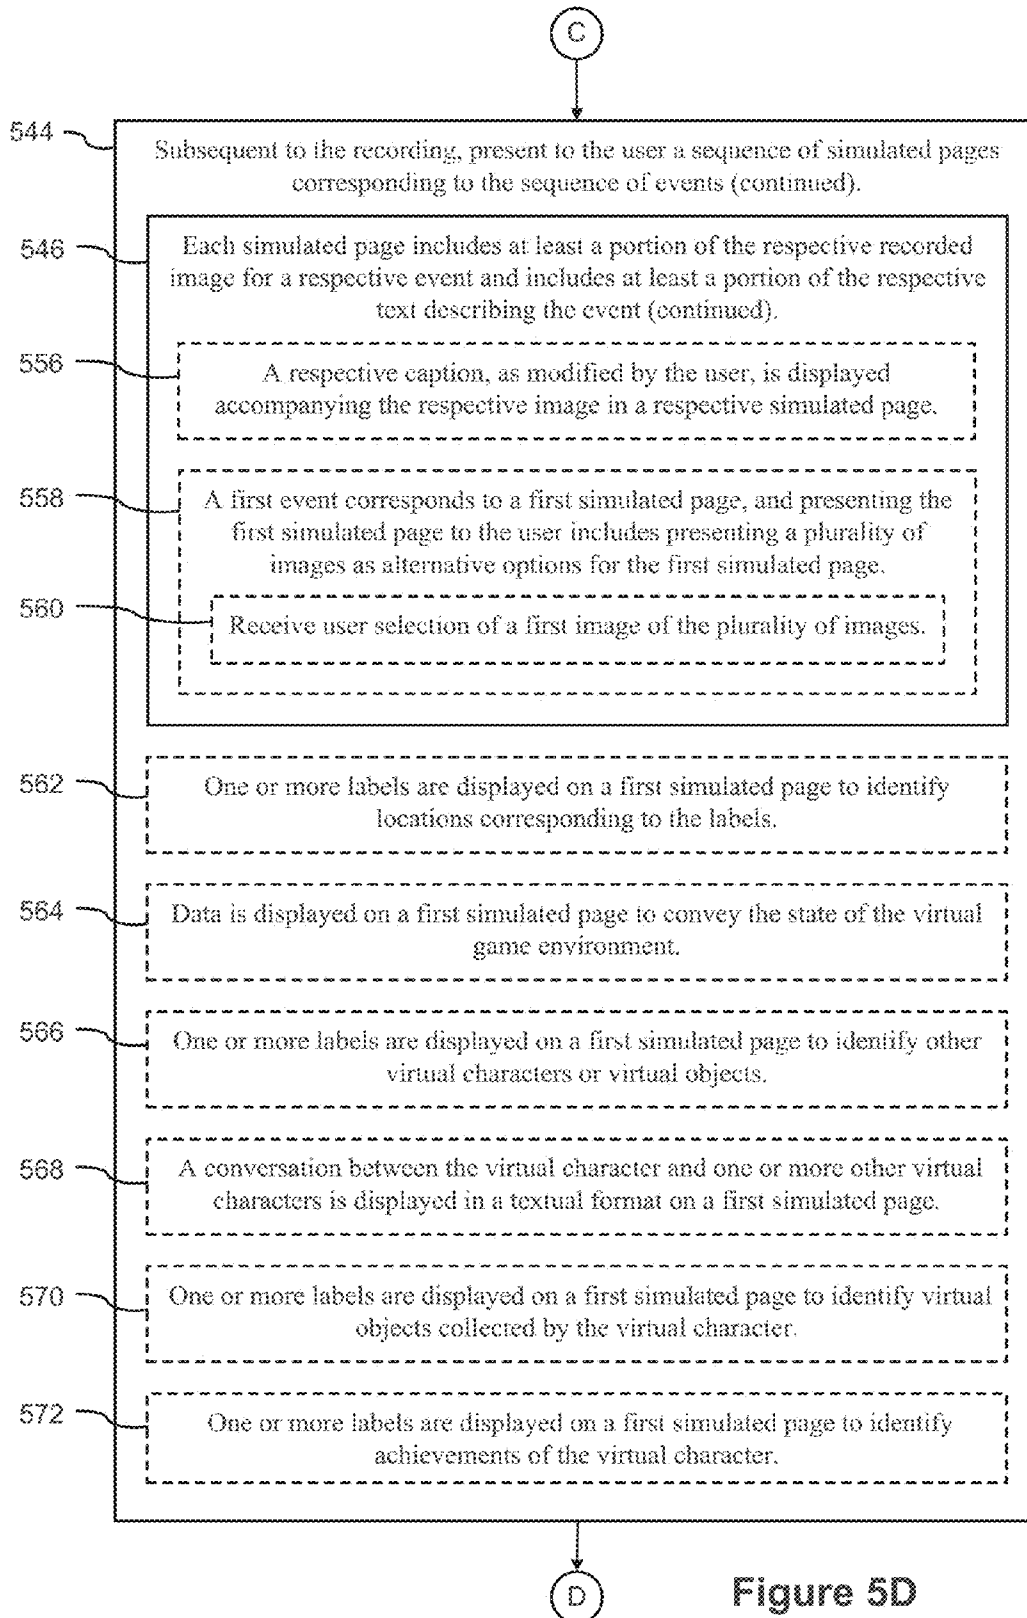 C
544
Subsequent to the recording, present to the user a sequence of simulated pages
corresponding to the sequence of events (continued).
546
Each simulated page includes at least a portion of the respective recorded
image for a respective event and includes at least a portion of the respective
text describing the event (continued).
556
A respective caption, as modified by the user, is displayed
accompanying the respective image in a respective simulated page.
558
A first event corresponds to a first simulated page, and presenting the
first simulated page to the user includes presenting a plurality of
images as alternative options for the first simulated page.
560
Receive user selection of a first image of the plurality of images.
562
One or more labels are displayed on a first simulated page to identify
locations corresponding to the labels.
564
Data is displayed on a first simulated page to convey the state of the virtual
game environment.
566
One or more labels are displayed on a first simulated page to identify other
virtual characters or virtual objects.
568
A conversation between the virtual character and one or more other virtual
characters is displayed in a textual format on a first simulated page.
570
One or more labels are displayed on a first simulated page to identify virtual
objects collected by the virtual character.
572
One or more labels are displayed on a first simulated page to identify
achievements of the virtual character.
D
Figure 5D